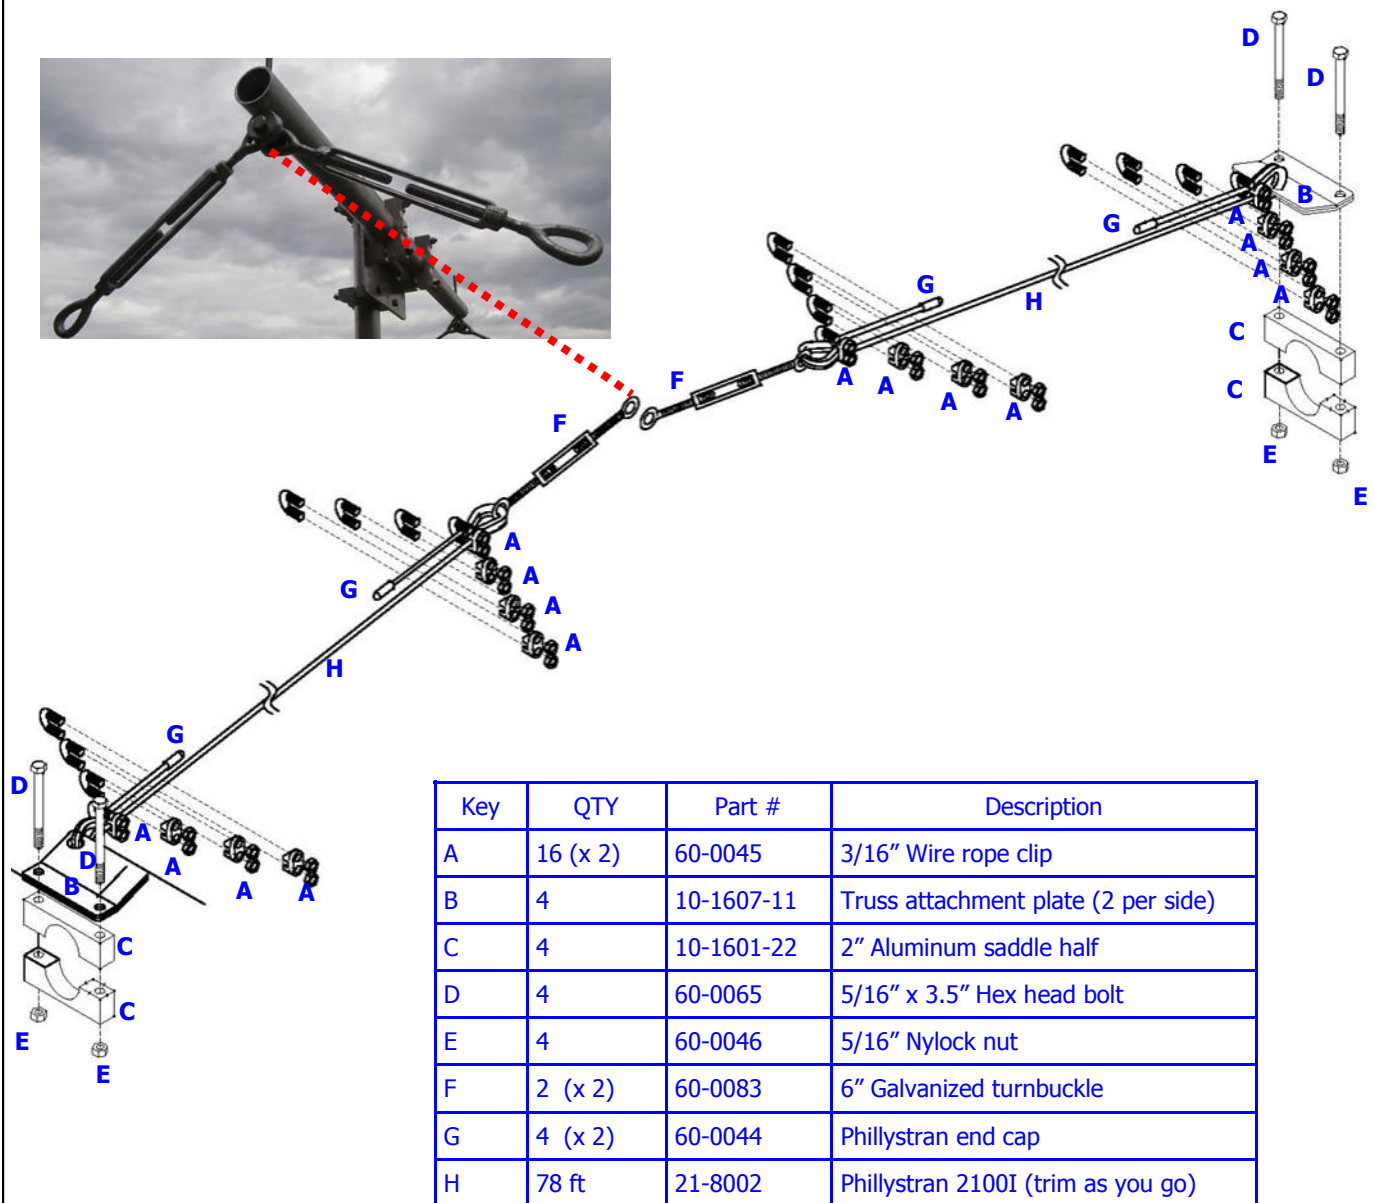 D
D
B
G
A
A
A
A
C
C
E
E
G
H
A
A
A
A
F
F
A
A
A
A
G
H
G
D
D
A
A
A
A
B
C
C
E
E
Key QTY Part # Description
A 16 (x 2) 60-0045 3/16” Wire rope clip
B 4 10-1607-11 Truss attachment plate (2 per side)
C 4 10-1601-22 2” Aluminum saddle half
D 4 60-0065 5/16” x 3.5” Hex head bolt
E 4 60-0046 5/16” Nylock nut
F 2 (x 2) 60-0083 6” Galvanized turnbuckle
G 4 (x 2) 60-0044 Phillystran end cap
H 78 ft 21-8002 Phillystran 2100I (trim as you go)